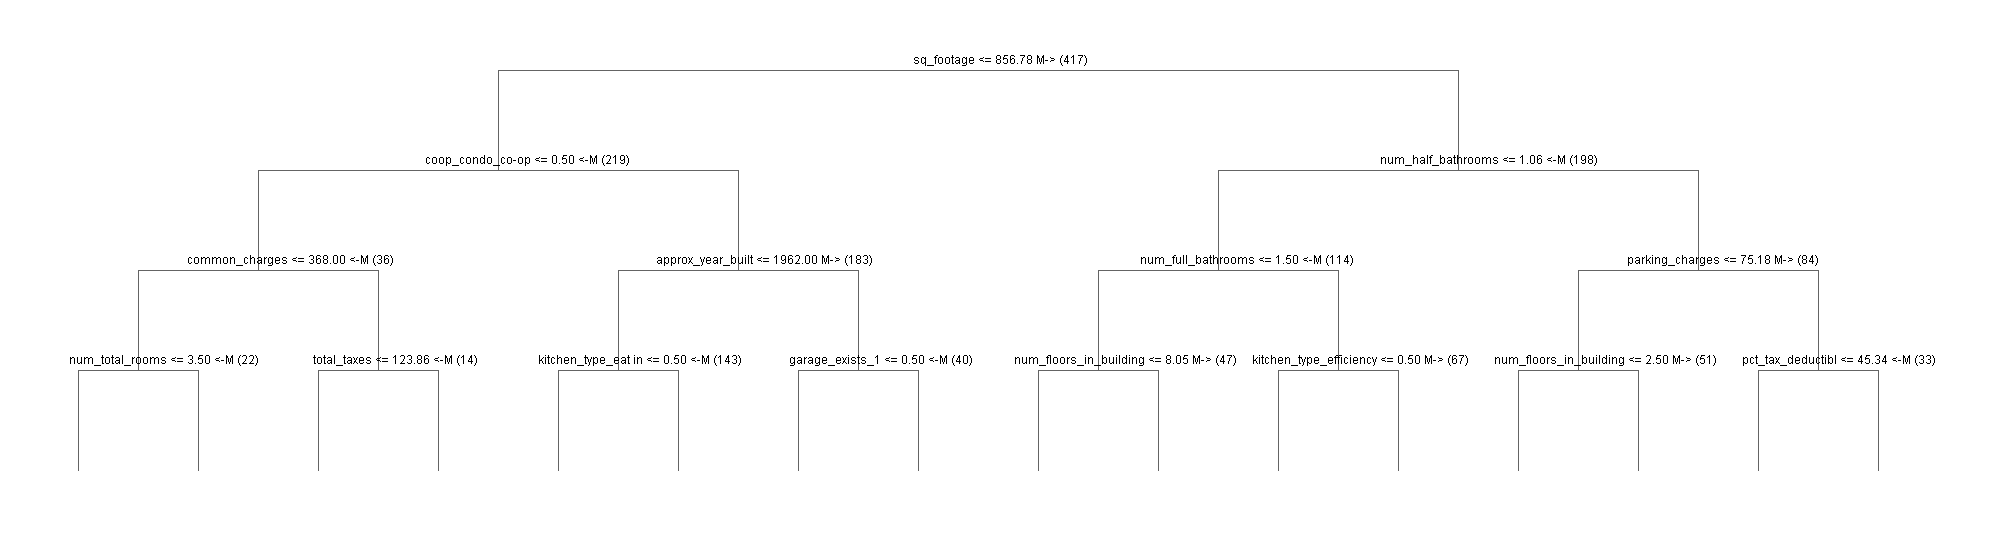 sq_footage <= 856.78 M-> (417)
coop_condo_co-op <= 0.50 <-M (219)
num_half_bathrooms <= 1.06 <-M (198)
common_charges <= 368.00 <-M (36)
approx_year_built <= 1962.00 M-> (183)
num_full_bathrooms <= 1.50 <-M (114)
parking_charges <= 75.18 M-> (84)
num_total_rooms <= 3.50 <-M (22)
total_taxes <= 123.86 <-M (14)
kitchen_type_eat in <= 0.50 <-M (143)
garage_exists_1 <= 0.50 <-M (40)
num_floors_in_building <= 8.05 M-> (47)
kitchen_type_efficiency <= 0.50 M-> (67)
num_floors_in_building <= 2.50 M-> (51)
pct_tax_deductibl <= 45.34 <-M (33)